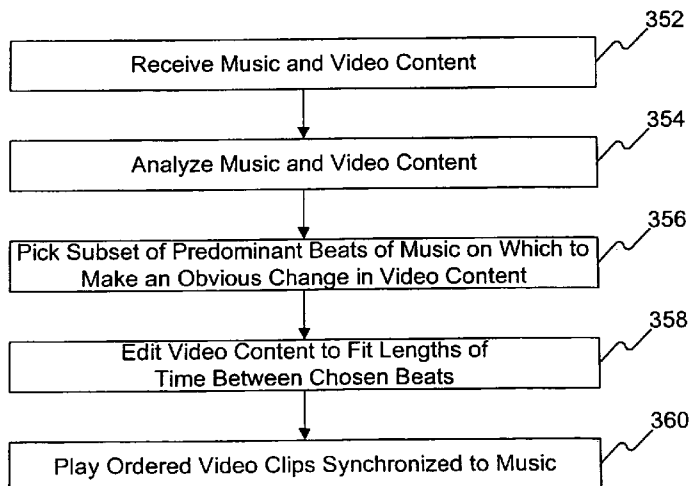 352
Receive Music and Video Content
354
Analyze Music and Video Content
356
Pick Subset of Predominant Beats of Music on Which to
Make an Obvious Change in Video Content
358
Edit Video Content to Fit Lengths of
Time Between Chosen Beats
360
Play Ordered Video Clips Synchronized to Music